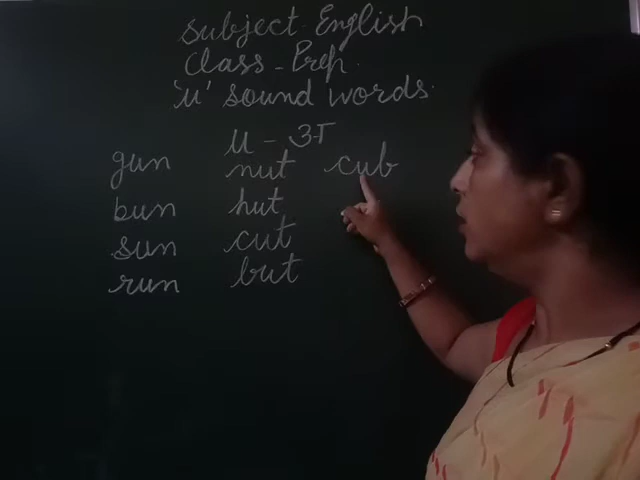 Subject- English
Class - Prep.
'u' sound words.
u - अ
gun nut cub
bun hut
sun cut
run but